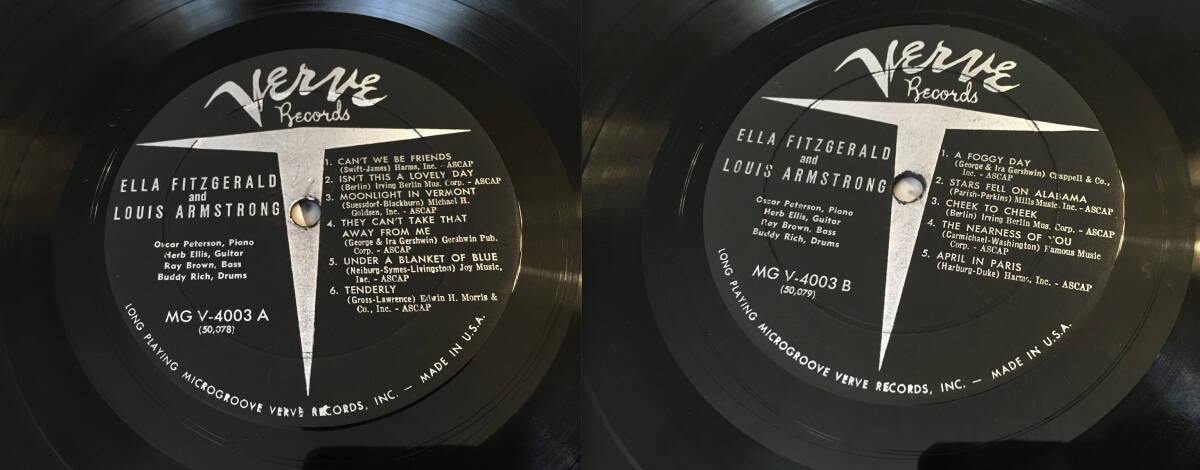 Verve
Records
ELLA FITZGERALD
and
LOUIS ARMSTRONG
Oscar Peterson, Piano
Herb Ellis, Guitar
Ray Brown, Bass
Buddy Rich, Drums
MG V-4003 A
(50,078)
1. CAN'T WE BE FRIENDS
(Swift-James) Harms, Inc. - ASCAP
2. ISN'T THIS A LOVELY DAY
(Berlin) Irving Berlin Mus. Corp. - ASCAP
3. MOONLIGHT IN VERMONT
(Suessdorf-Blackburn) Michael H.
Goldsen, Inc. - ASCAP
4. THEY CAN'T TAKE THAT
AWAY FROM ME
(George & Ira Gershwin) Gershwin Pub.
Corp. - ASCAP
5. UNDER A BLANKET OF BLUE
(Neiburg-Symes-Livingston) Joy Music,
Inc. - ASCAP
6. TENDERLY
(Gross-Lawrence) Edwin H. Morris &
Co., Inc. - ASCAP
LONG PLAYING MICROGROOVE VERVE RECORDS, INC. — MADE IN U.S.A.
Verve
Records
ELLA FITZGERALD
and
LOUIS ARMSTRONG
Oscar Peterson, Piano
Herb Ellis, Guitar
Ray Brown, Bass
Buddy Rich, Drums
MG V-4003 B
(50,079)
1. A FOGGY DAY
(George & Ira Gershwin) Chappell & Co.,
Inc. - ASCAP
2. STARS FELL ON ALABAMA
(Parish-Perkins) Mills Music. Inc. - ASCAP
3. CHEEK TO CHEEK
(Berlin) Irving Berlin Mus. Corp. - ASCAP
4. THE NEARNESS OF YOU
(Carmichael-Washington) Famous Music
Corp. - ASCAP
5. APRIL IN PARIS
(Harburg-Duke) Harms, Inc. - ASCAP
LONG PLAYING MICROGROOVE VERVE RECORDS, INC. — MADE IN U.S.A.